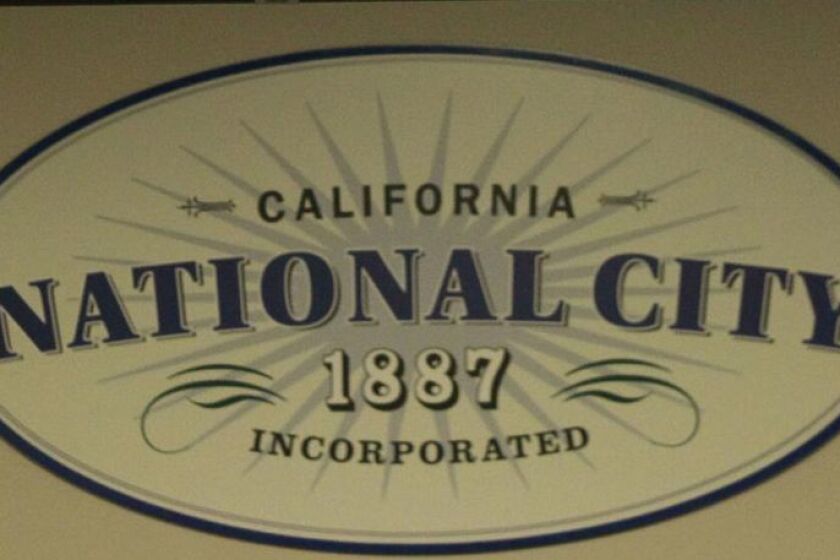 CALIFORNIA
NATIONAL CITY
1887
INCORPORATED